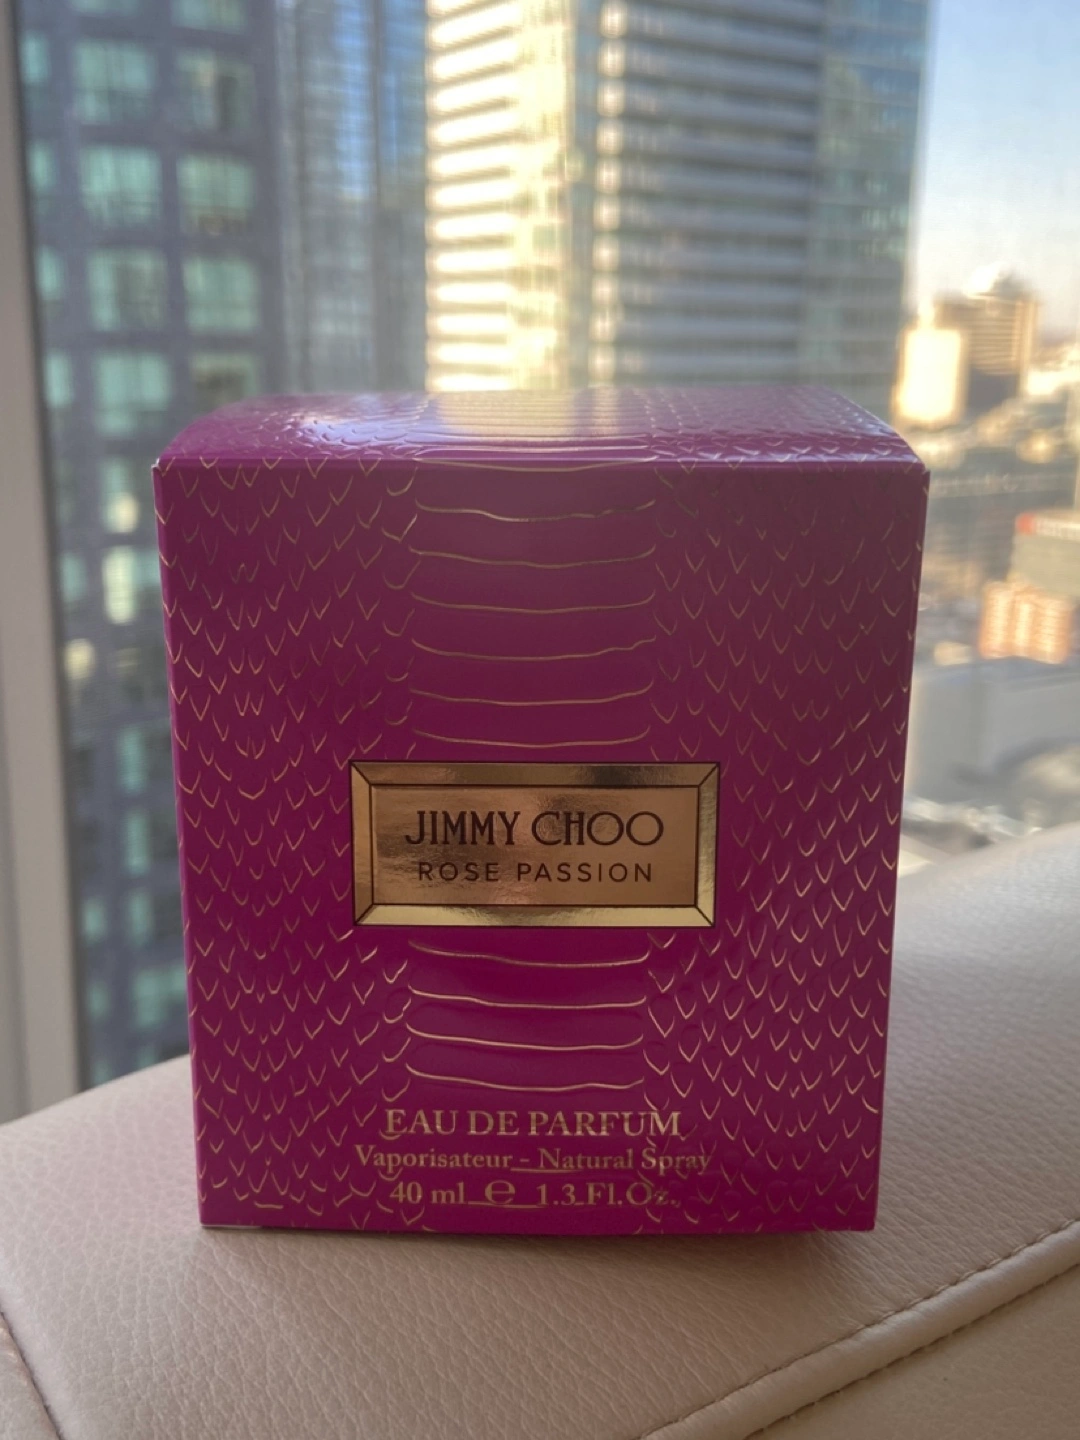 JIMMY CHOO
ROSE PASSION
EAU DE PARFUM
Vaporisateur - Natural Spray
40 ml ℮ 1.3 Fl.Oz.